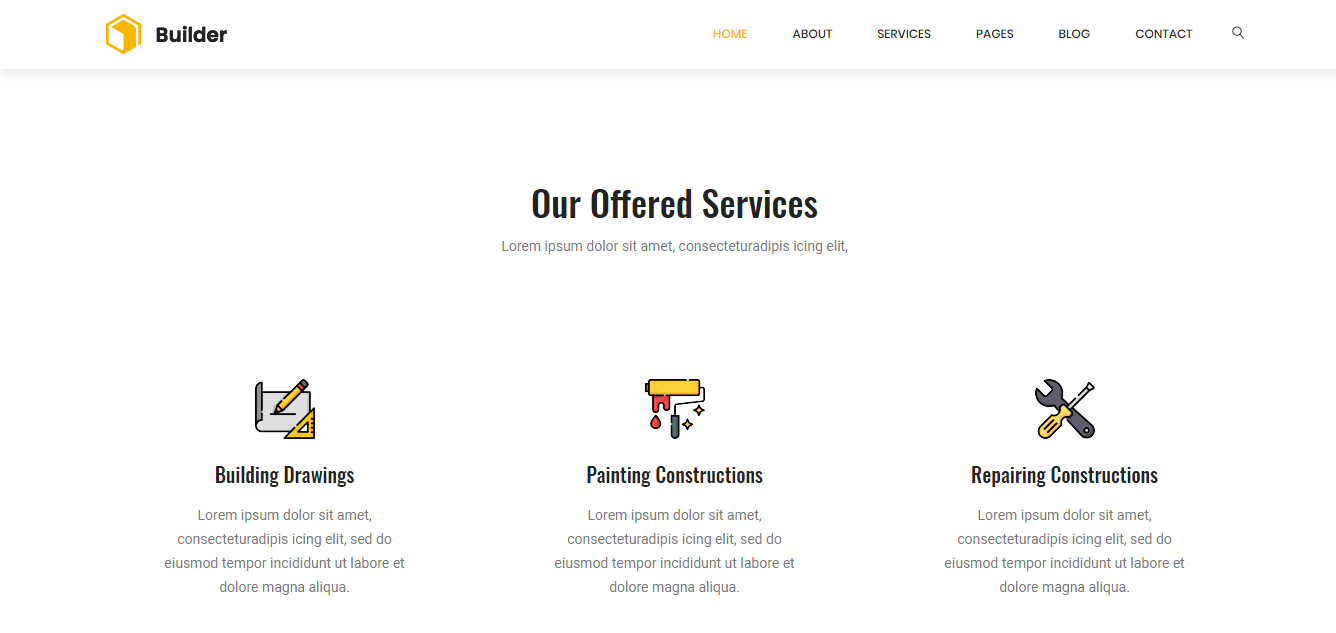 Builder
HOME ABOUT SERVICES PAGES BLOG CONTACT
Our Offered Services
Lorem ipsum dolor sit amet, consecteturadipis icing elit,
Building Drawings
Lorem ipsum dolor sit amet,
consecteturadipis icing elit, sed do
eiusmod tempor incididunt ut labore et
dolore magna aliqua.
Painting Constructions
Lorem ipsum dolor sit amet,
consecteturadipis icing elit, sed do
eiusmod tempor incididunt ut labore et
dolore magna aliqua.
Repairing Constructions
Lorem ipsum dolor sit amet,
consecteturadipis icing elit, sed do
eiusmod tempor incididunt ut labore et
dolore magna aliqua.